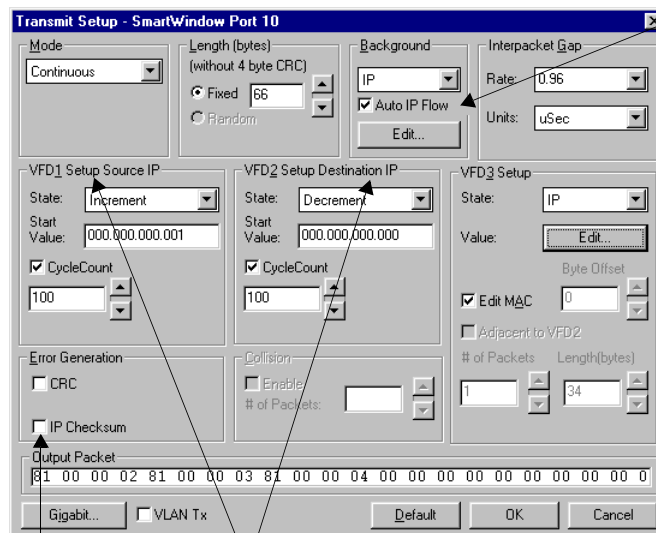 Transmit Setup - SmartWindow Port 10
Mode
Continuous
Length (bytes)
(without 4 byte CRC)
Fixed 66
Random
Background
IP
Auto IP Flow
Edit...
Interpacket Gap
Rate: 0.96
Units: uSec
VFD1 Setup Source IP
State: Increment
Start
Value: 000.000.000.001
CycleCount
100
VFD2 Setup Destination IP
State: Decrement
Start
Value: 000.000.000.000
CycleCount
100
VFD3 Setup
State: IP
Value: Edit...
Byte Offset
Edit MAC 0
Adjacent to VFD2
# of Packets Length(bytes)
1 34
Error Generation
CRC
IP Checksum
Collision
Enable
# of Packets:
Output Packet
81 00 00 02 81 00 00 03 81 00 00 04 00 00 00 00 00 00 00 00 00 0
Gigabit... VLAN Tx Default OK Cancel